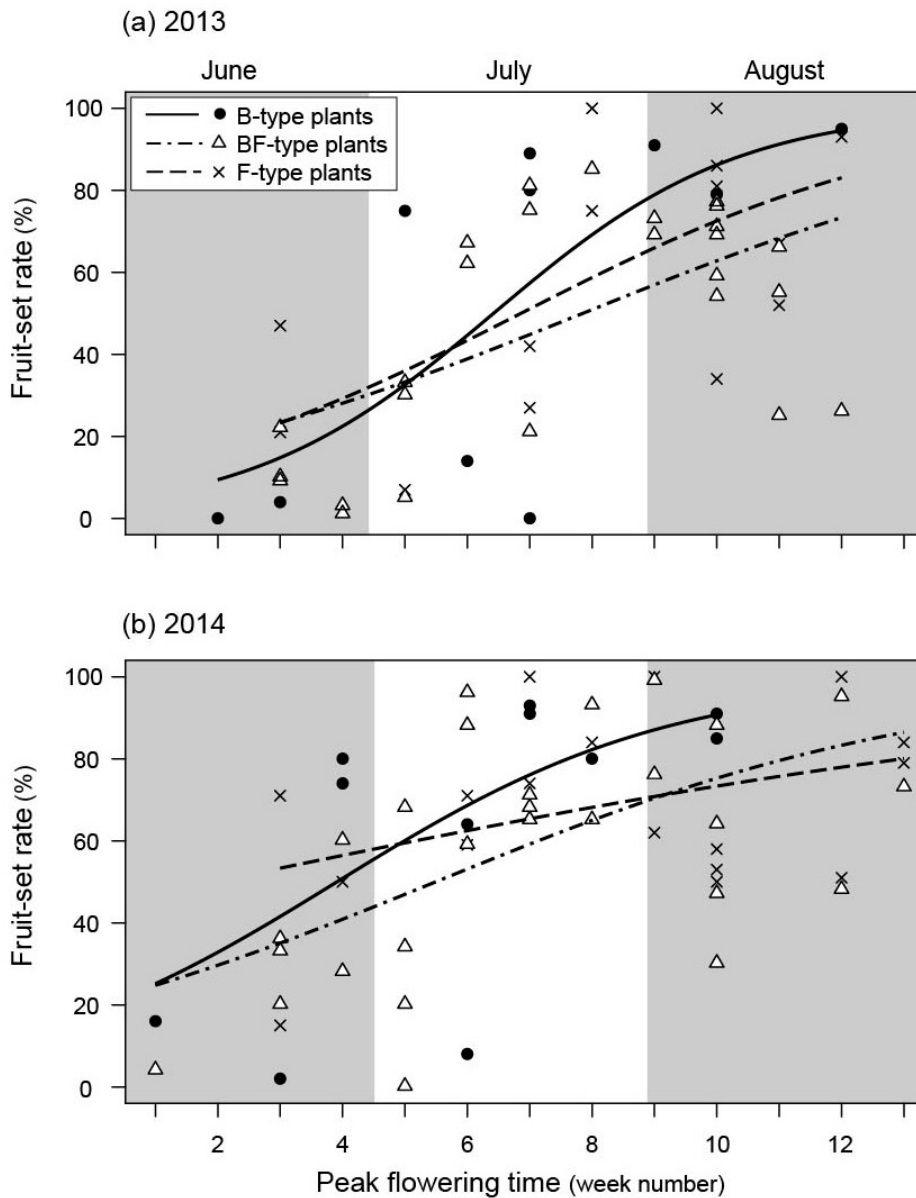 (a) 2013
June July August
B-type plants
BF-type plants
F-type plants
100
80
60
40
20
0
Fruit-set rate (%)
(b) 2014
100
80
60
40
20
0
Fruit-set rate (%)
2 4 6 8 10 12
Peak flowering time (week number)